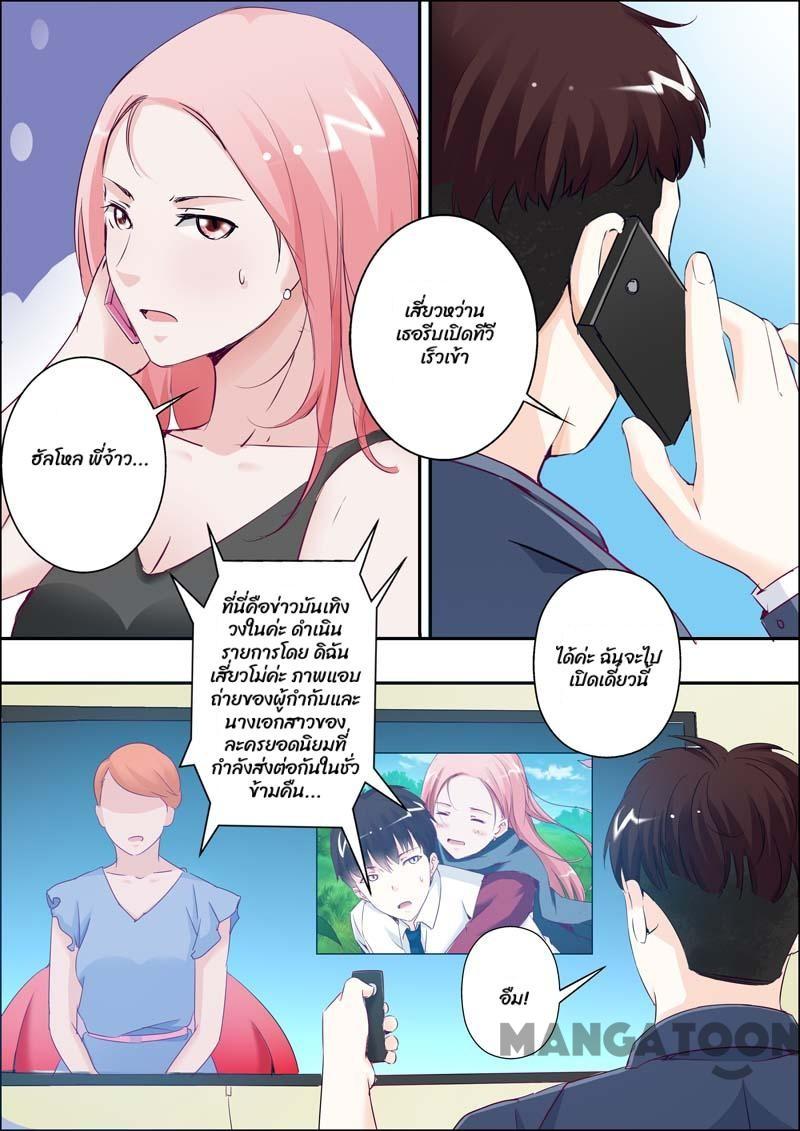 ฮัลโหล พี่จ้าว...
เสี่ยวหว่าน
เธอรีบเปิดทีวี
เร็วเข้า
ที่นี่คือข่าวบันเทิง
วงในค่ะ ดำเนิน
รายการโดย ดิฉัน
เสี่ยวโม่ค่ะ ภาพแอบ
ถ่ายของผู้กำกับและ
นางเอกสาวของ
ละครยอดนิยมที่
กำลังส่งต่อกันในชั่ว
ข้ามคืน...
ได้ค่ะ ฉันจะไป
เปิดเดี๋ยวนี้
อืม!
MANGATOON